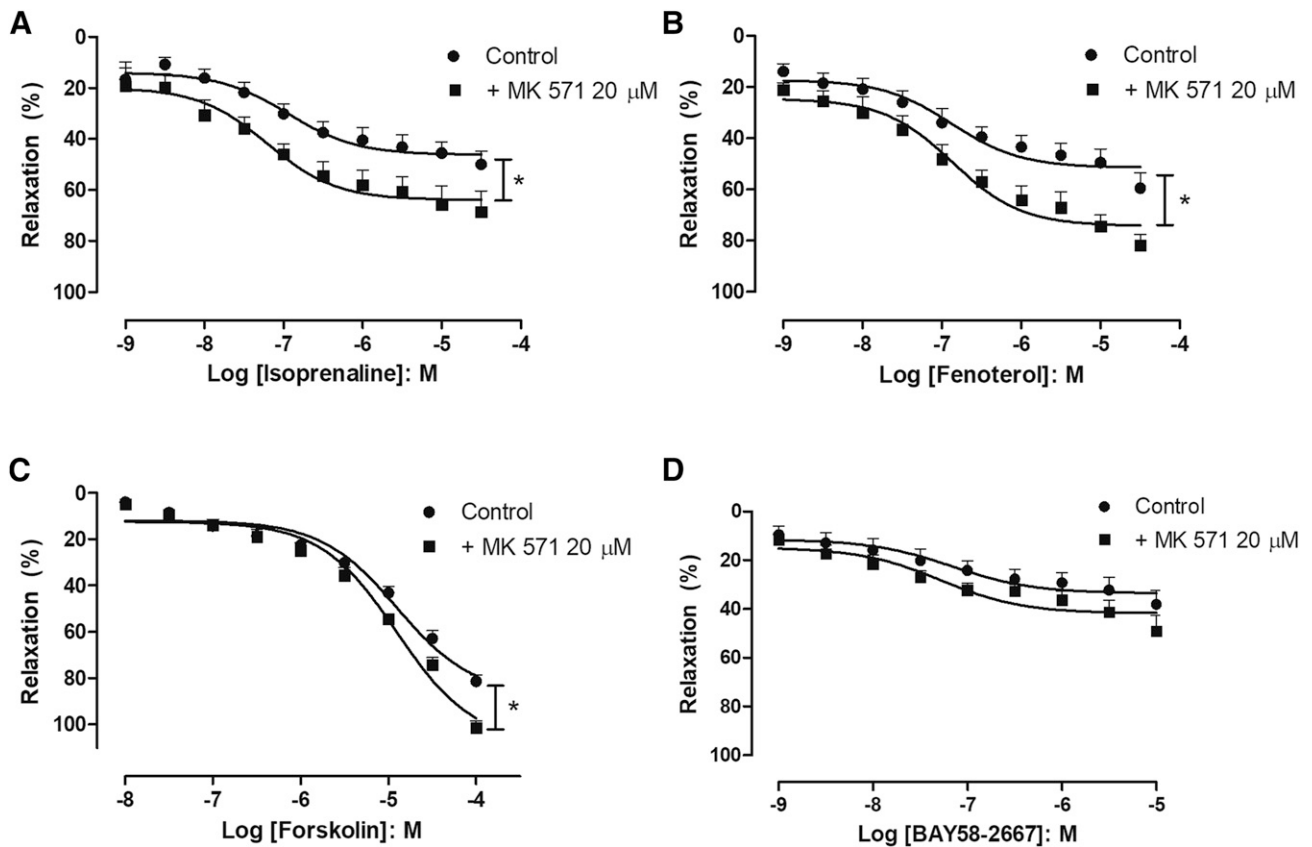 A
0
20
40
60
80
100
Relaxation (%)
Control
+ MK 571 20 μM
*
-9
-8
-7
-6
-5
-4
Log [Isoprenaline]: M
B
0
20
40
60
80
100
Relaxation (%)
Control
+ MK 571 20 μM
*
-9
-8
-7
-6
-5
-4
Log [Fenoterol]: M
C
0
20
40
60
80
100
Relaxation (%)
Control
+ MK 571 20 μM
*
-8
-7
-6
-5
-4
Log [Forskolin]: M
D
0
20
40
60
80
100
Relaxation (%)
Control
+ MK 571 20 μM
-9
-8
-7
-6
-5
Log [BAY58-2667]: M